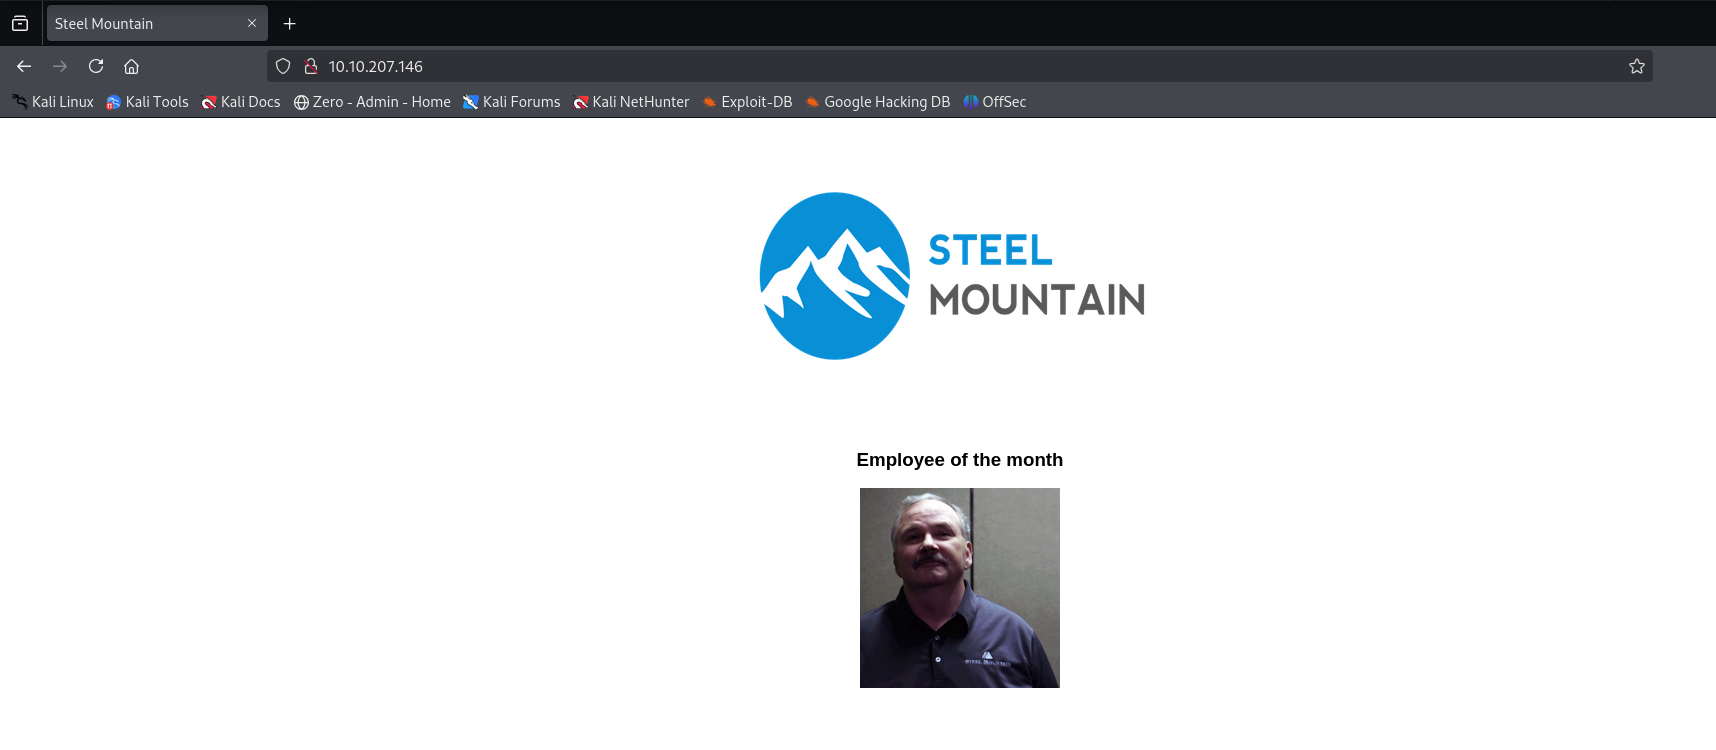 Steel Mountain
10.10.207.146
Kali Linux Kali Tools Kali Docs Zero - Admin - Home Kali Forums Kali NetHunter Exploit-DB Google Hacking DB OffSec
STEEL
MOUNTAIN
Employee of the month
STEEL MOUNTAIN